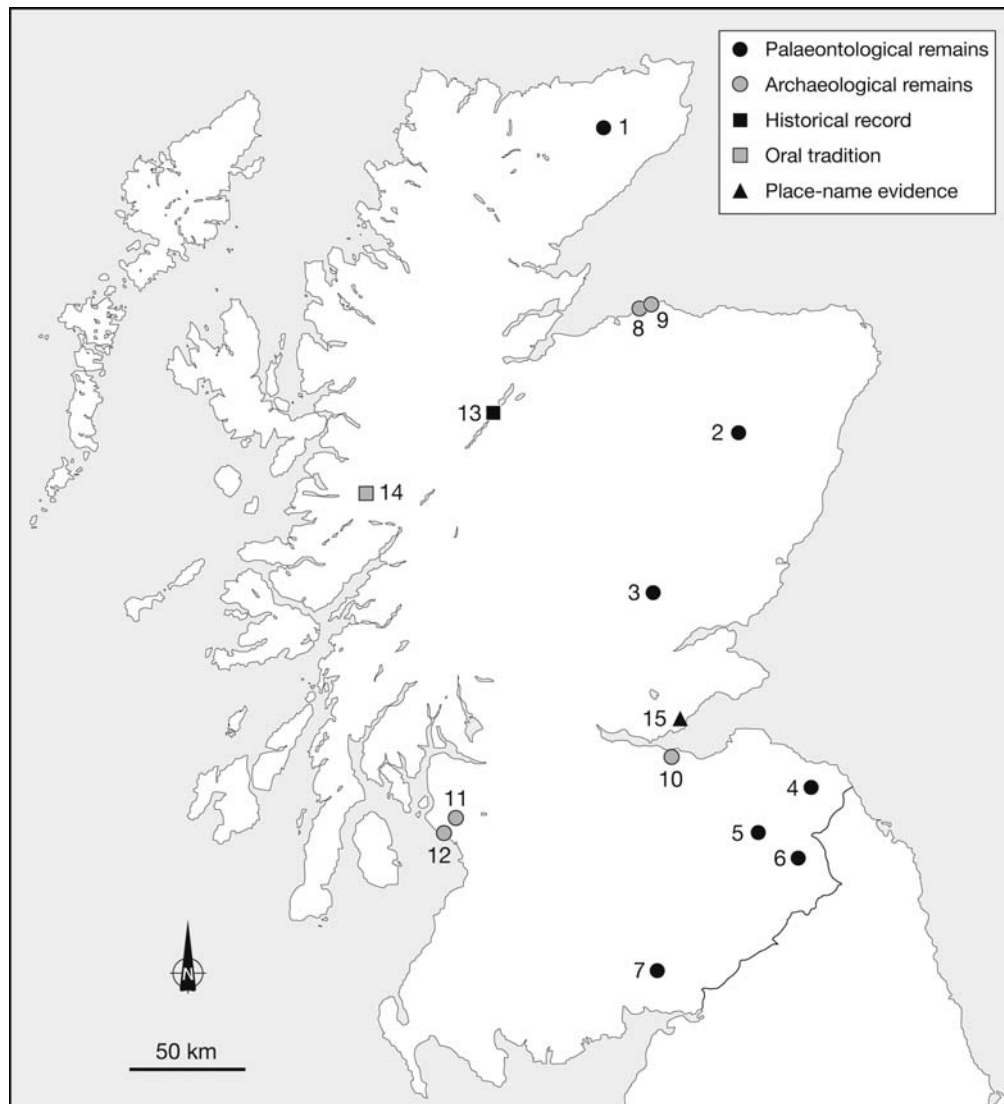 Palaeontological remains
Archaeological remains
Historical record
Oral tradition
Place-name evidence
1
8
9
13
2
14
3
15
10
4
11
5
12
6
7
N
50 km